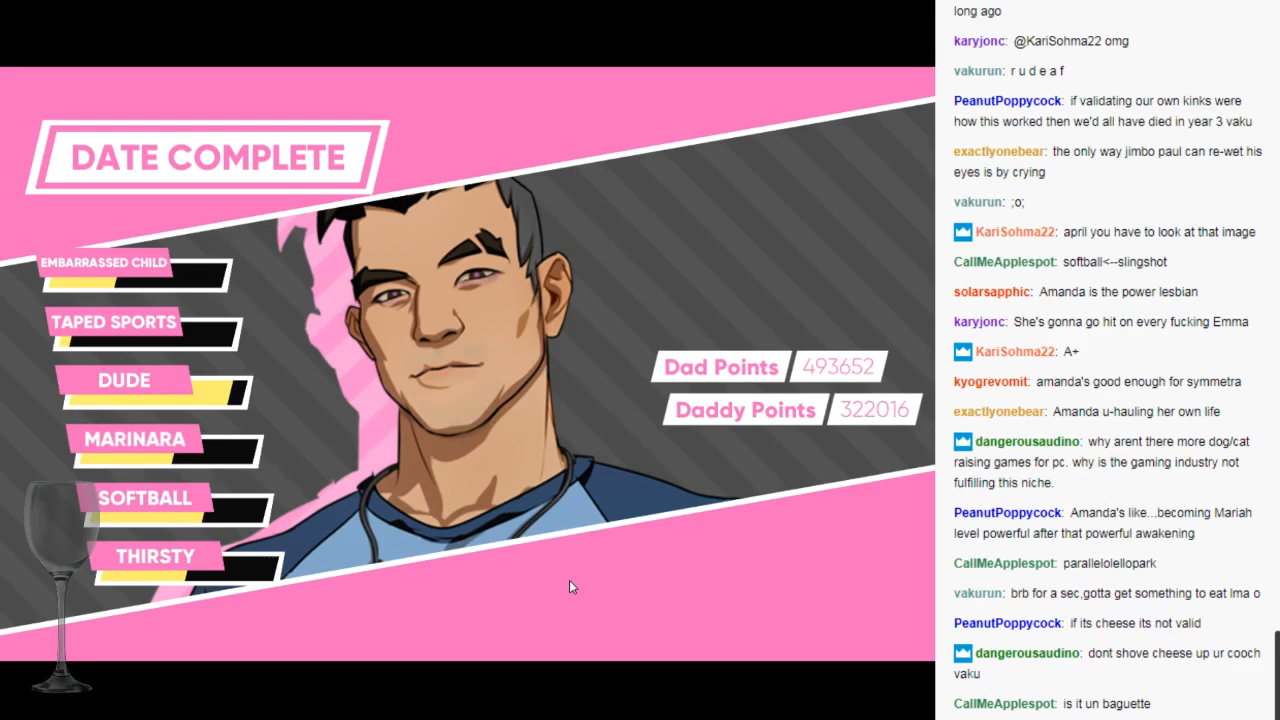 DATE COMPLETE
EMBARRASSED CHILD
TAPED SPORTS
DUDE
MARINARA
SOFTBALL
THIRSTY
Dad Points 493652
Daddy Points 322016
long ago
karyjonc: @KariSohma22 omg
vakurun: r u d e a f
PeanutPoppycock: if validating our own kinks were
how this worked then we'd all have died in year 3 vaku
exactlyonebear: the only way jimbo paul can re-wet his
eyes is by crying
vakurun: ;o;
KariSohma22: april you have to look at that image
CallMeApplespot: softball<--slingshot
solarsapphic: Amanda is the power lesbian
karyjonc: She's gonna go hit on every fucking Emma
KariSohma22: A+
kyogrevomit: amanda's good enough for symmetra
exactlyonebear: Amanda u-hauling her own life
dangerousaudino: why arent there more dog/cat
raising games for pc. why is the gaming industry not
fulfilling this niche.
PeanutPoppycock: Amanda's like...becoming Mariah
level powerful after that powerful awakening
CallMeApplespot: parallelolellopark
vakurun: brb for a sec,gotta get something to eat lma o
PeanutPoppycock: if its cheese its not valid
dangerousaudino: dont shove cheese up ur cooch
vaku
CallMeApplespot: is it un baguette